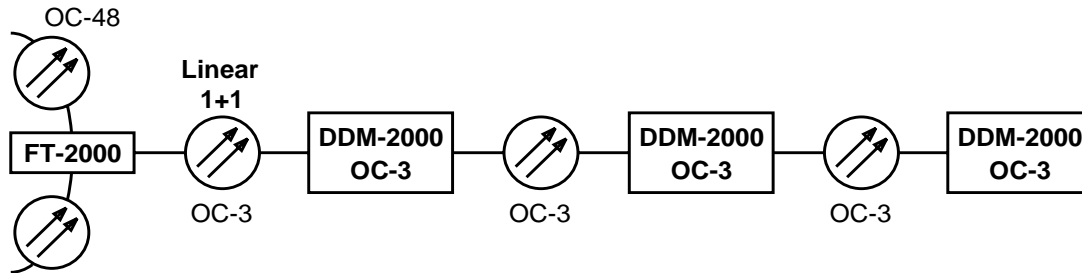 OC-48
Linear
1+1
FT-2000
DDM-2000
OC-3
DDM-2000
OC-3
DDM-2000
OC-3
OC-3
OC-3
OC-3